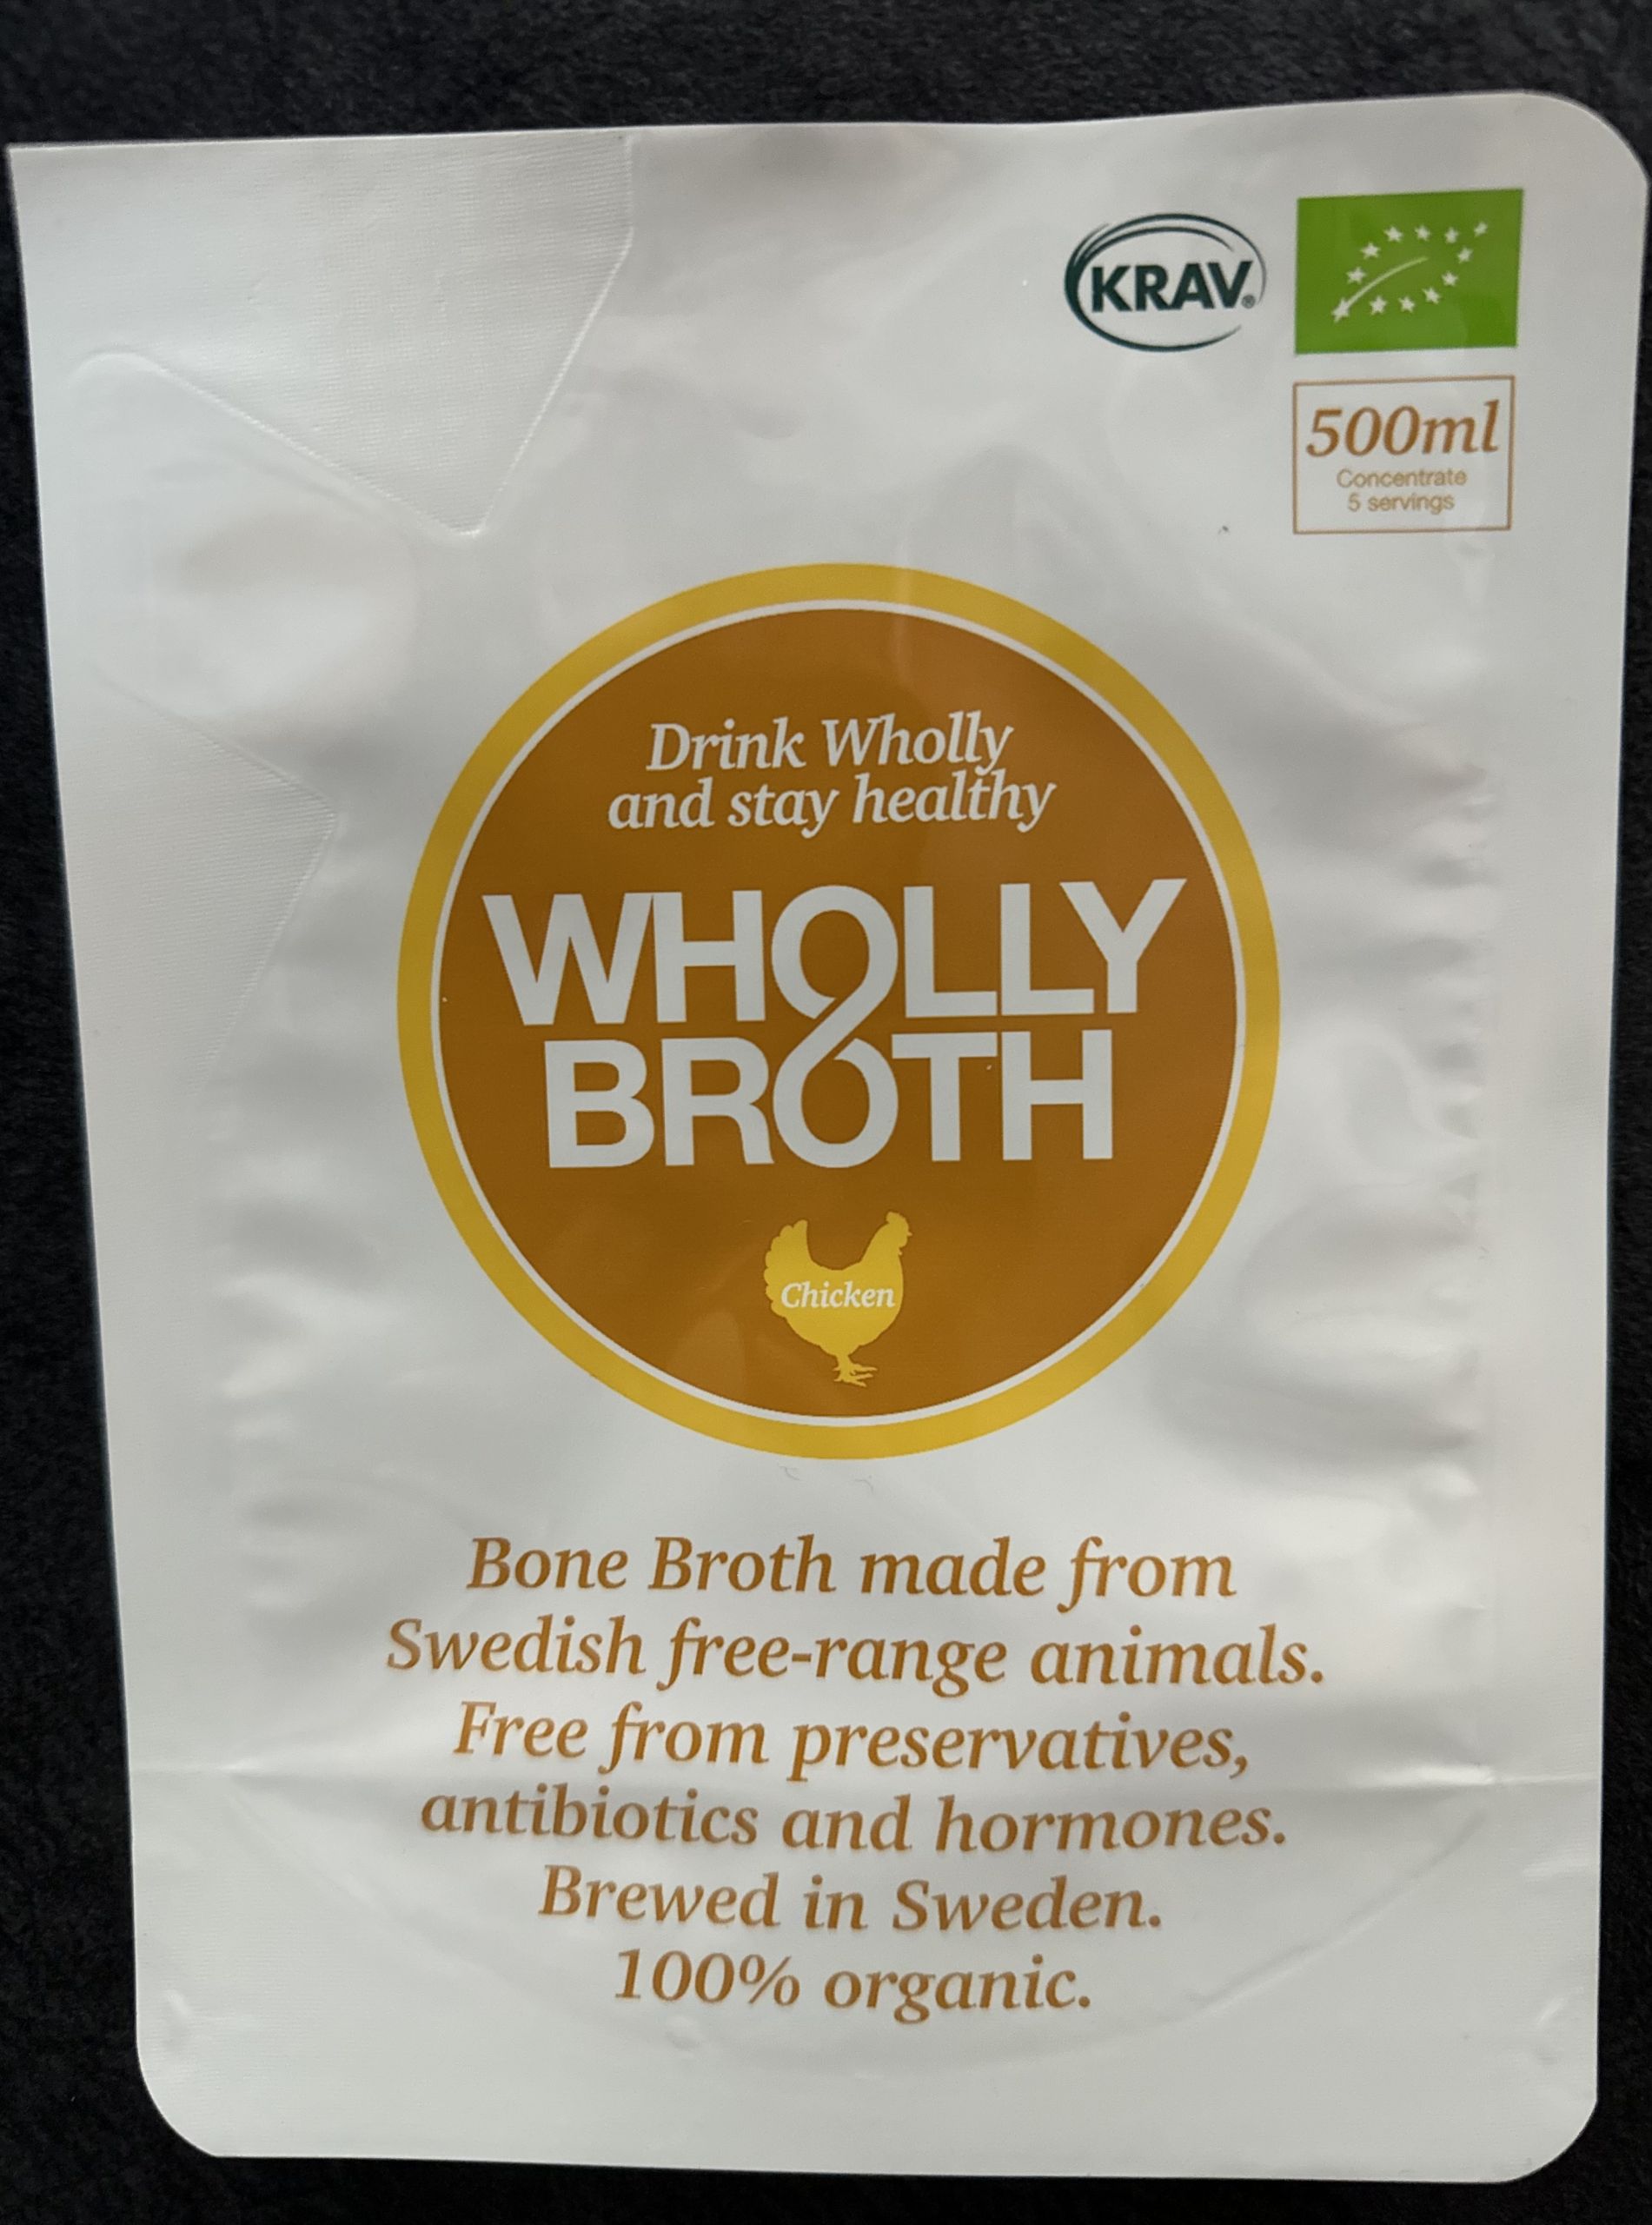 KRAV®
500ml
Concentrate
5 servings
Drink Wholly
and stay healthy
WHOLLY
BROTH
Chicken
Bone Broth made from
Swedish free-range animals.
Free from preservatives,
antibiotics and hormones.
Brewed in Sweden.
100% organic.